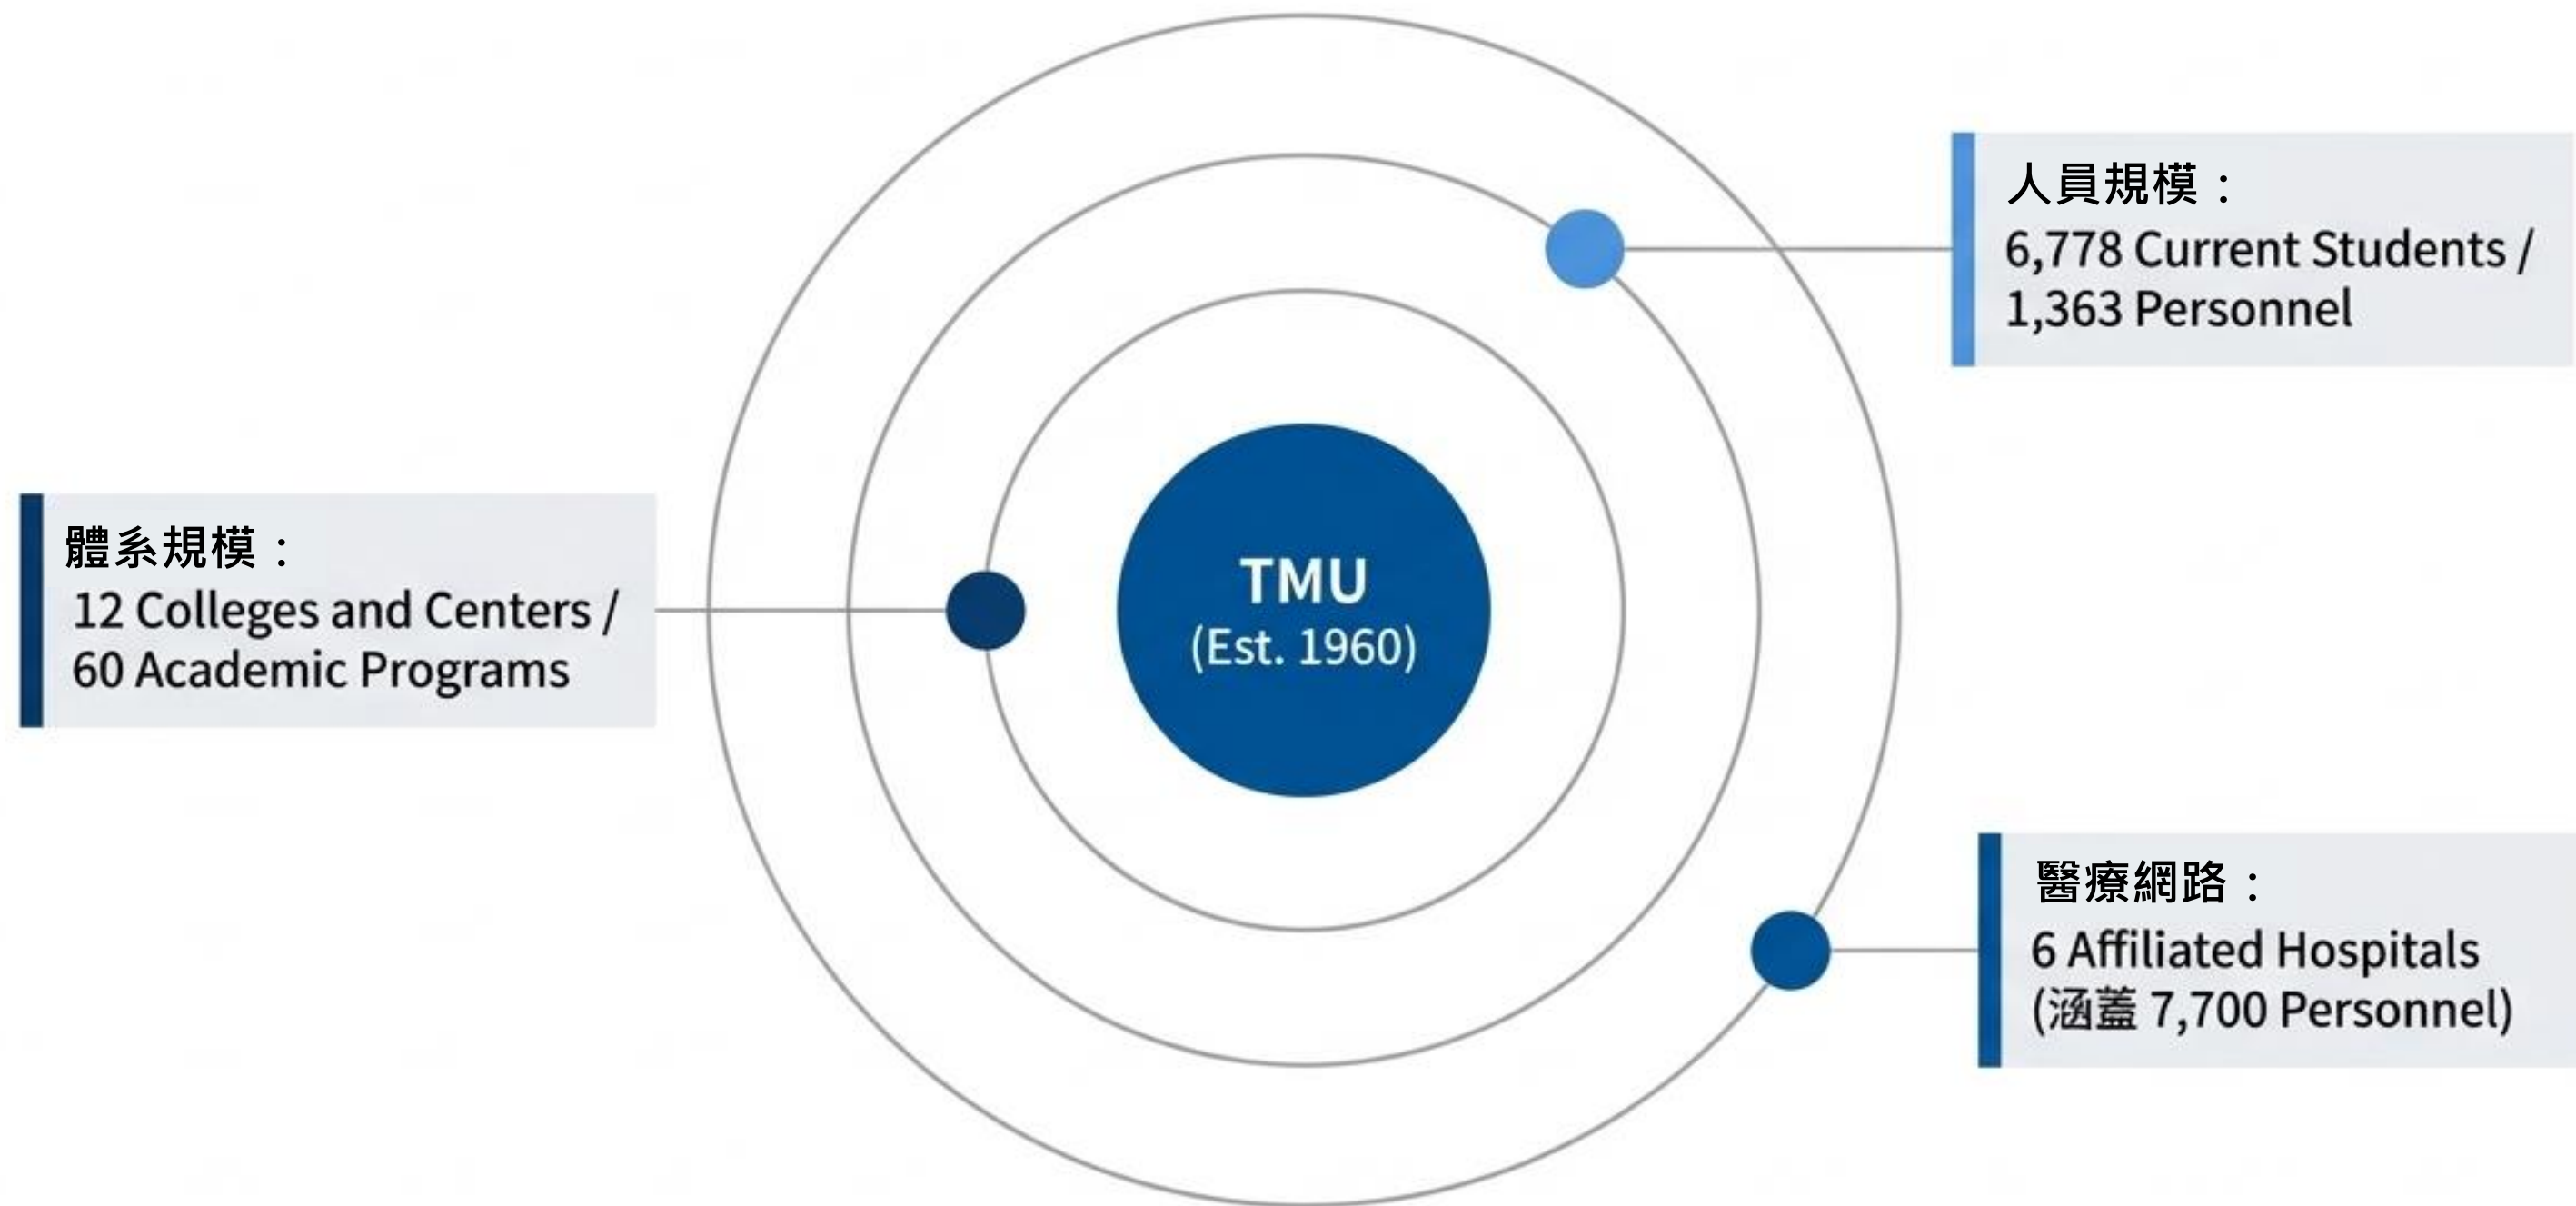 人員規模：
6,778 Current Students /
1,363 Personnel
體系規模：
12 Colleges and Centers /
60 Academic Programs
TMU
(Est. 1960)
醫療網路：
6 Affiliated Hospitals
(涵蓋 7,700 Personnel)